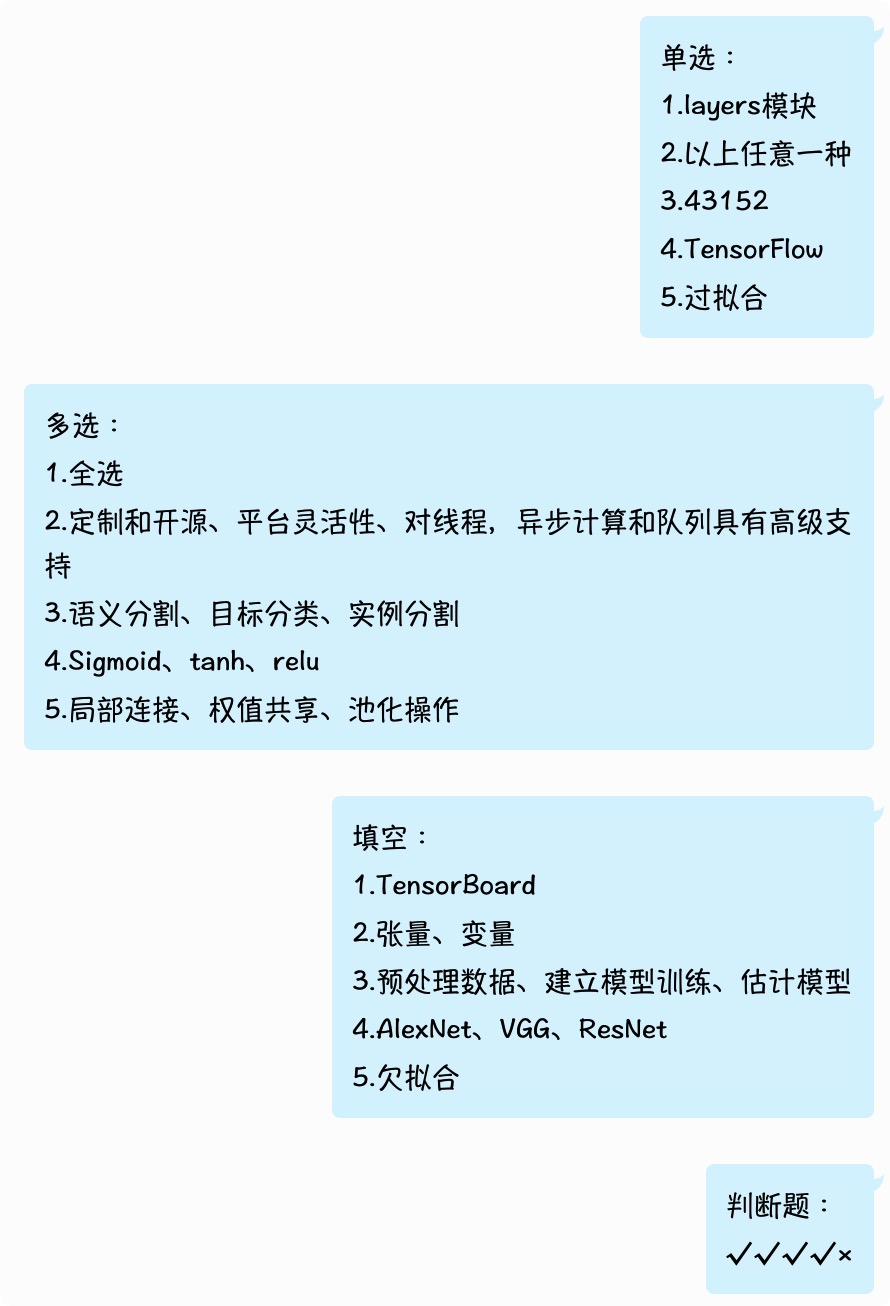 单选：
1.layers模块
2.以上任意一种
3.43152
4.TensorFlow
5.过拟合
多选：
1.全选
2.定制和开源、平台灵活性、对线程，异步计算和队列具有高级支
持
3.语义分割、目标分类、实例分割
4.Sigmoid、tanh、relu
5.局部连接、权值共享、池化操作
填空：
1.TensorBoard
2.张量、变量
3.预处理数据、建立模型训练、估计模型
4.AlexNet、VGG、ResNet
5.欠拟合
判断题：
✓✓✓✓×